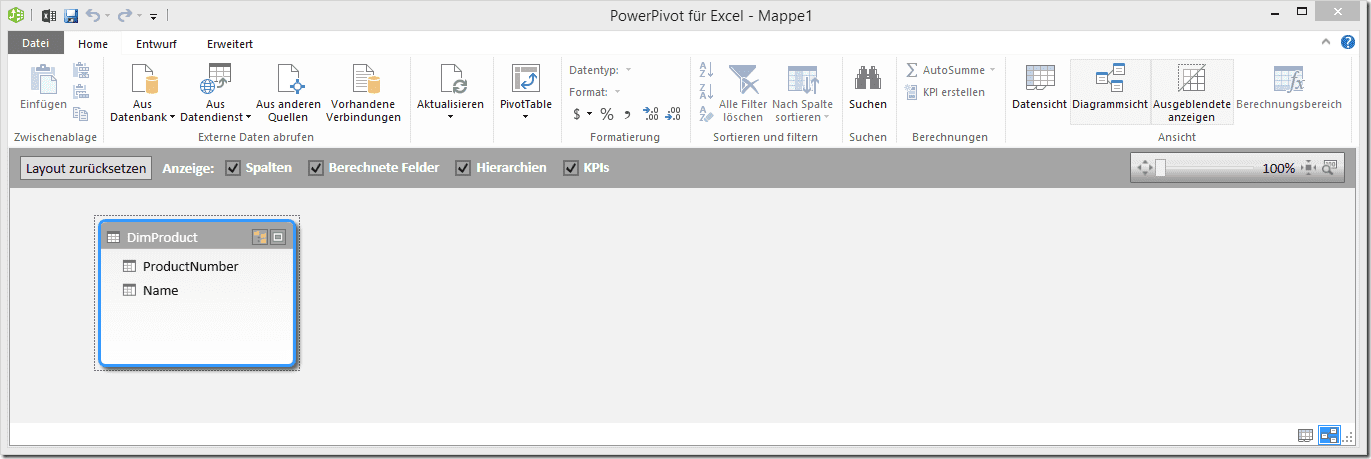 PowerPivot für Excel - Mappe1
Datei Home Entwurf Erweitert
Einfügen
Zwischenablage
Aus
Datenbank
Aus
Datendienst
Aus anderen
Quellen
Vorhandene
Verbindungen
Externe Daten abrufen
Aktualisieren
PivotTable
Datentyp:
Format:
$ % ,
Formatierung
Alle Filter
löschen
Nach Spalte
sortieren
Sortieren und filtern
Suchen
Suchen
AutoSumme
KPI erstellen
Berechnungen
Datensicht
Diagrammsicht
Ausgeblendete
anzeigen
Berechnungsbereich
Ansicht
Layout zurücksetzen Anzeige: Spalten Berechnete Felder Hierarchien KPIs 100%
DimProduct
ProductNumber
Name